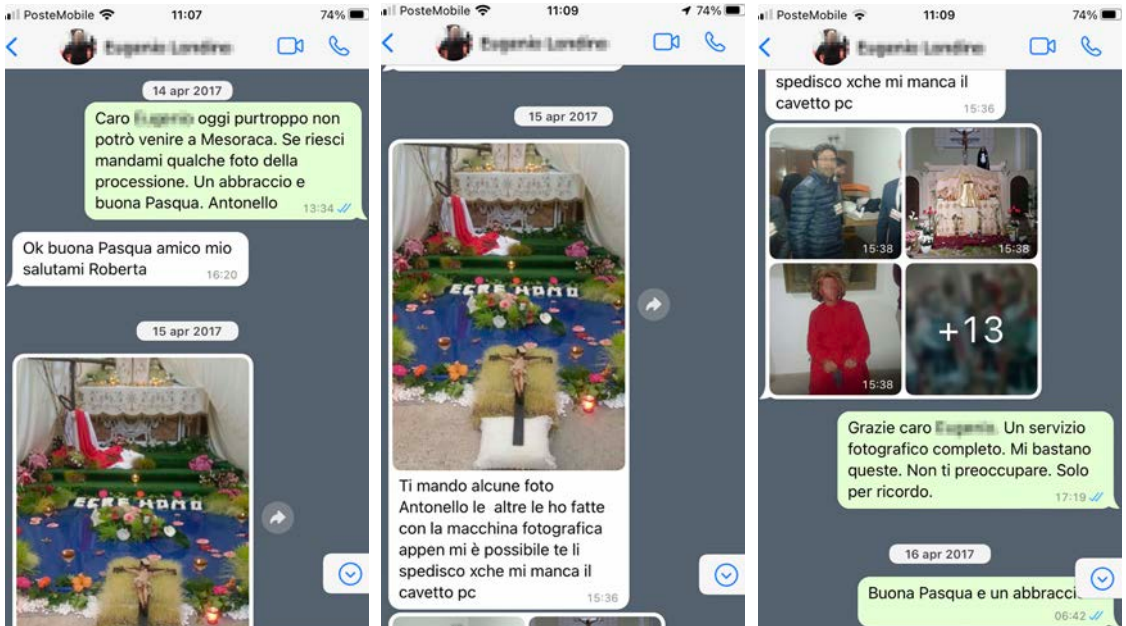 PosteMobile 11:07 74%
14 apr 2017
Caro oggi purtroppo non
potrò venire a Mesoraca. Se riesci
mandami qualche foto della
processione. Un abbraccio e
buona Pasqua. Antonello 13:34
Ok buona Pasqua amico mio
salutami Roberta 16:20
15 apr 2017
ECCE HOMO
PosteMobile 11:09 74%
15 apr 2017
ECCE HOMO
Ti mando alcune foto
Antonello le altre le ho fatte
con la macchina fotografica
appen mi è possibile te li
spedisco xche mi manca il
cavetto pc 15:36
PosteMobile 11:09 74%
spedisco xche mi manca il
cavetto pc 15:36
15:38
15:38
15:38
+13
Grazie caro Un servizio
fotografico completo. Mi bastano
queste. Non ti preoccupare. Solo
per ricordo. 17:19
16 apr 2017
Buona Pasqua e un
06:42